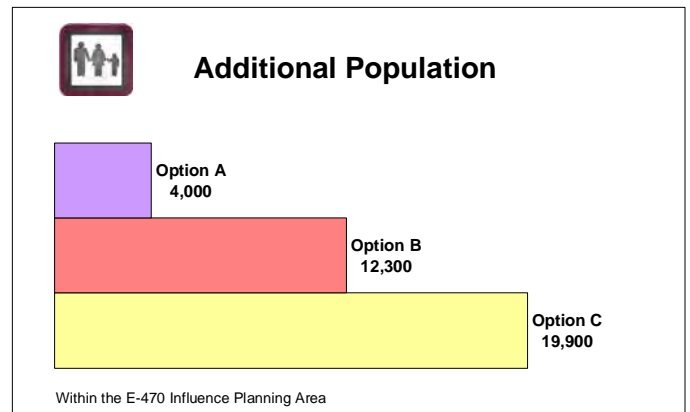 Additional Population
Option A
4,000
Option B
12,300
Option C
19,900
Within the E-470 Influence Planning Area